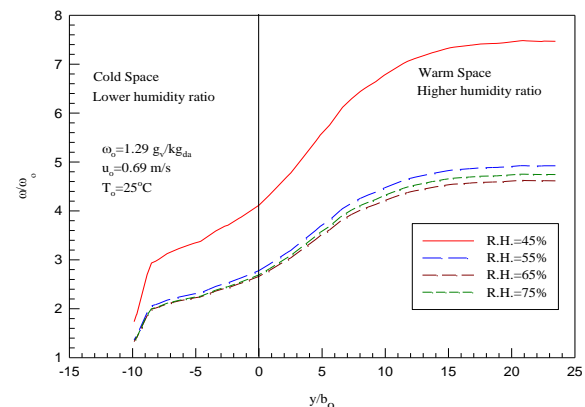 8
7
6
5
4
3
2
1
ω/ω₀
Cold Space
Lower humidity ratio
Warm Space
Higher humidity ratio
ωₒ=1.29 gᵥ/kg_da
uₒ=0.69 m/s
Tₒ=25°C
R.H.=45%
R.H.=55%
R.H.=65%
R.H.=75%
-15 -10 -5 0 5 10 15 20 25
y/bₒ